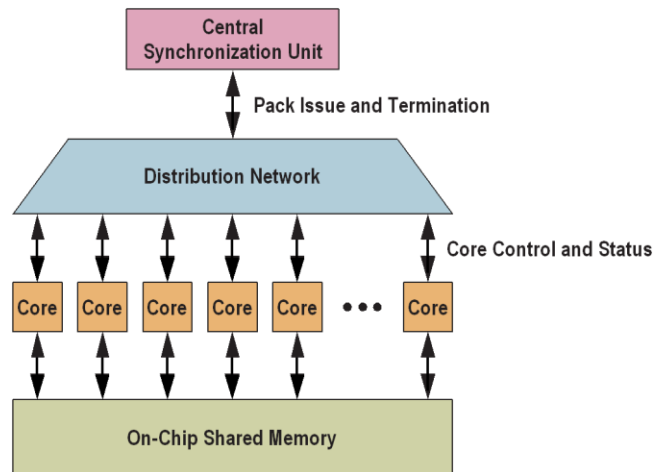 Central
Synchronization Unit
Pack Issue and Termination
Distribution Network
Core Control and Status
Core Core Core Core Core ••• Core
On-Chip Shared Memory